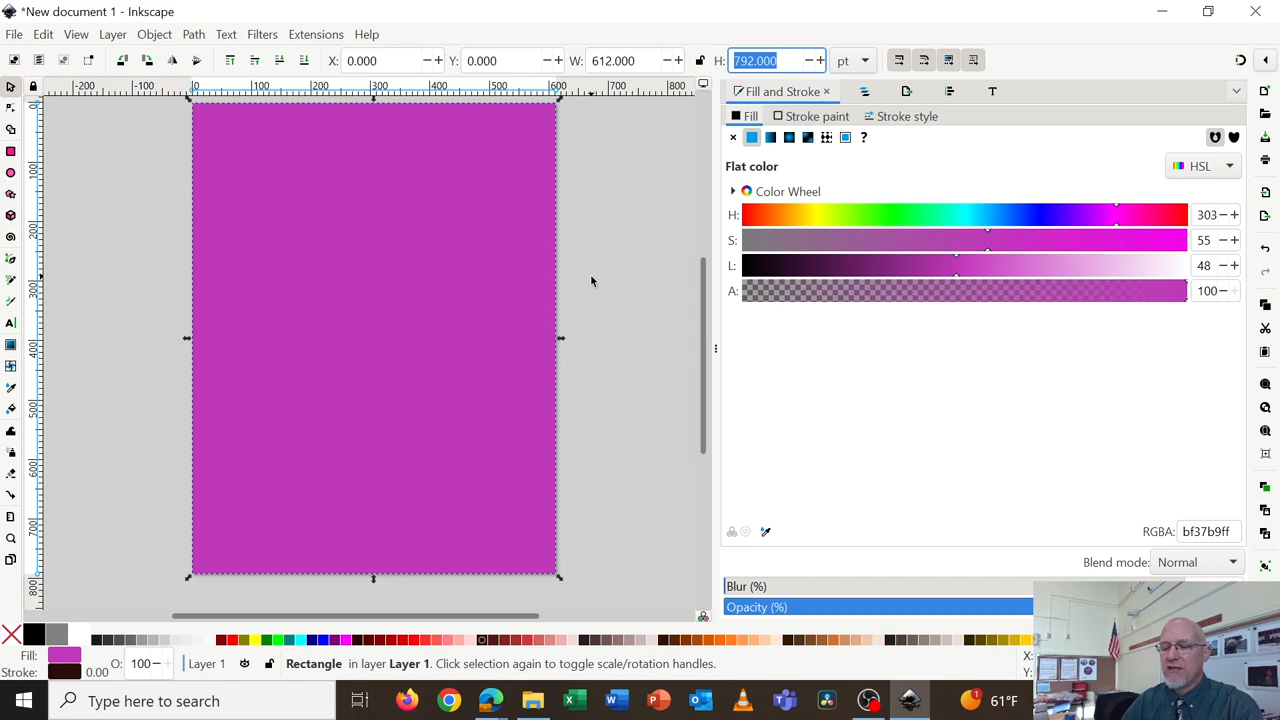 *New document 1 - Inkscape
File Edit View Layer Object Path Text Filters Extensions Help
X: 0.000 Y: 0.000 W: 612.000 H: 792.000 pt
-200 -100 0 100 200 300 400 500 600 700 800
Fill and Stroke
Fill Stroke paint Stroke style
?
Flat color HSL
Color Wheel
H: 303
S: 55
L: 48
A: 100
0
100
200
300
400
500
600
700
800
RGBA: bf37b9ff
Blend mode: Normal
Blur (%)
Opacity (%)
Fill:
Stroke: 0.00
O: 100 Layer 1 Rectangle in layer Layer 1. Click selection again to toggle scale/rotation handles.
X:
Y:
Type here to search
1 61°F